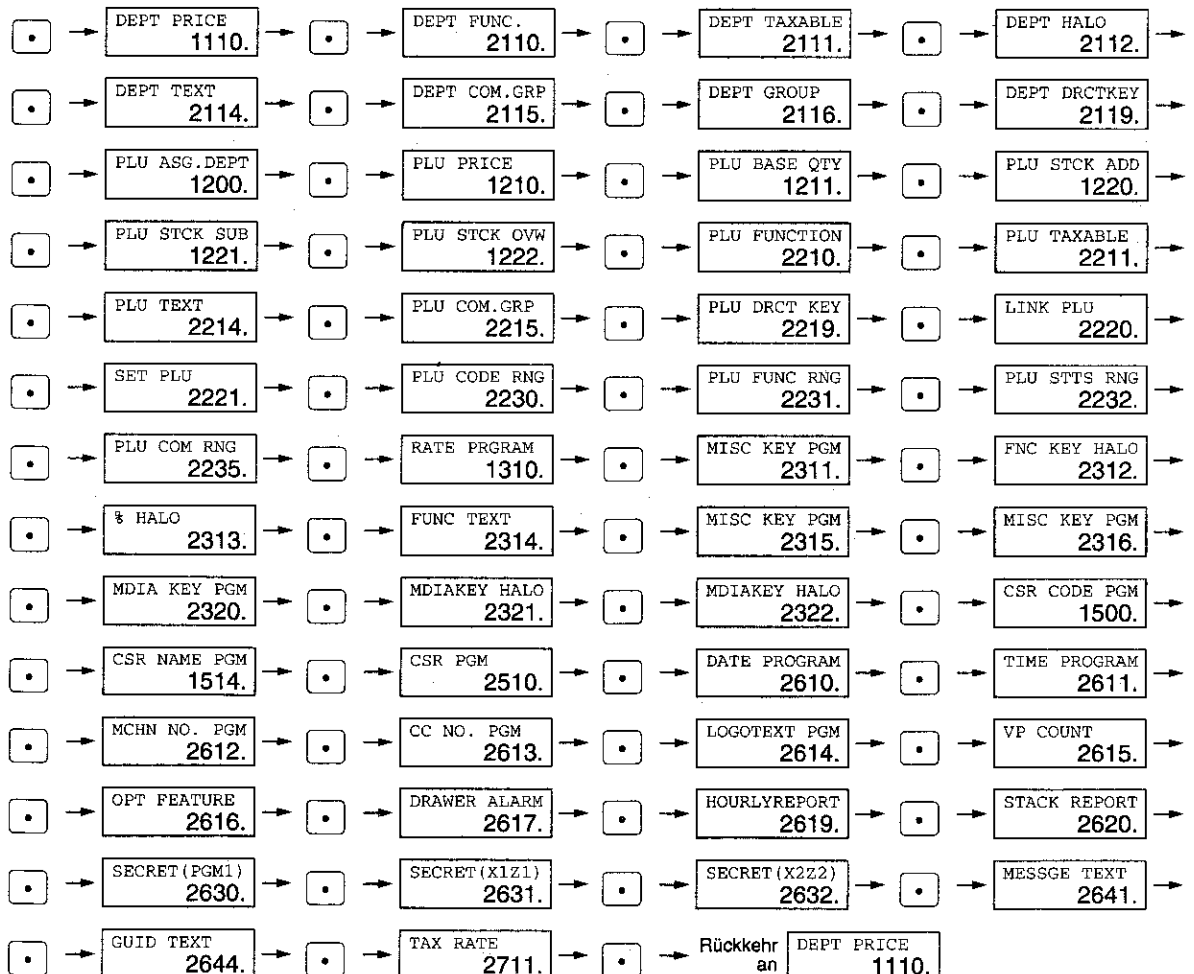 DEPT PRICE DEPT FUNC. DEPT TAXABLE DEPT HALO
1110. 2110. 2111. 2112.
DEPT TEXT DEPT COM.GRP DEPT GROUP DEPT DRCTKEY
2114. 2115. 2116. 2119.
PLU ASG.DEPT PLU PRICE PLU BASE QTY PLU STCK ADD
1200. 1210. 1211. 1220.
PLU STCK SUB PLU STCK OVW PLU FUNCTION PLU TAXABLE
1221. 1222. 2210. 2211.
PLU TEXT PLU COM.GRP PLU DRCT KEY LINK PLU
2214. 2215. 2219. 2220.
SET PLU PLU CODE RNG PLU FUNC RNG PLU STTS RNG
2221. 2230. 2231. 2232.
PLU COM RNG RATE PRGRAM MISC KEY PGM FNC KEY HALO
2235. 1310. 2311. 2312.
% HALO FUNC TEXT MISC KEY PGM MISC KEY PGM
2313. 2314. 2315. 2316.
MDIA KEY PGM MDIAKEY HALO MDIAKEY HALO CSR CODE PGM
2320. 2321. 2322. 1500.
CSR NAME PGM CSR PGM DATE PROGRAM TIME PROGRAM
1514. 2510. 2610. 2611.
MCHN NO. PGM CC NO. PGM LOGOTEXT PGM VP COUNT
2612. 2613. 2614. 2615.
OPT FEATURE DRAWER ALARM HOURLYREPORT STACK REPORT
2616. 2617. 2619. 2620.
SECRET(PGM1) SECRET(X1Z1) SECRET(X2Z2) MESSGE TEXT
2630. 2631. 2632. 2641.
GUID TEXT TAX RATE Rückkehr DEPT PRICE
2644. 2711. an 1110.